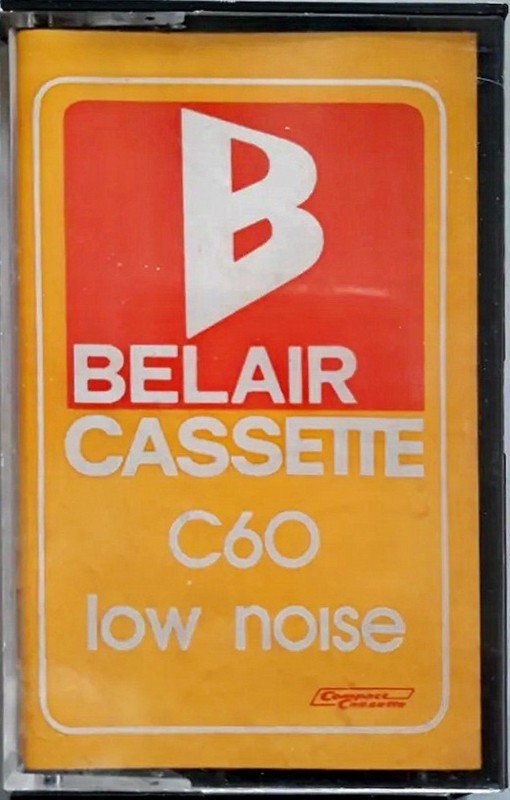 B
BELAIR
CASSETTE
C60
low noise
Compact
Cassette